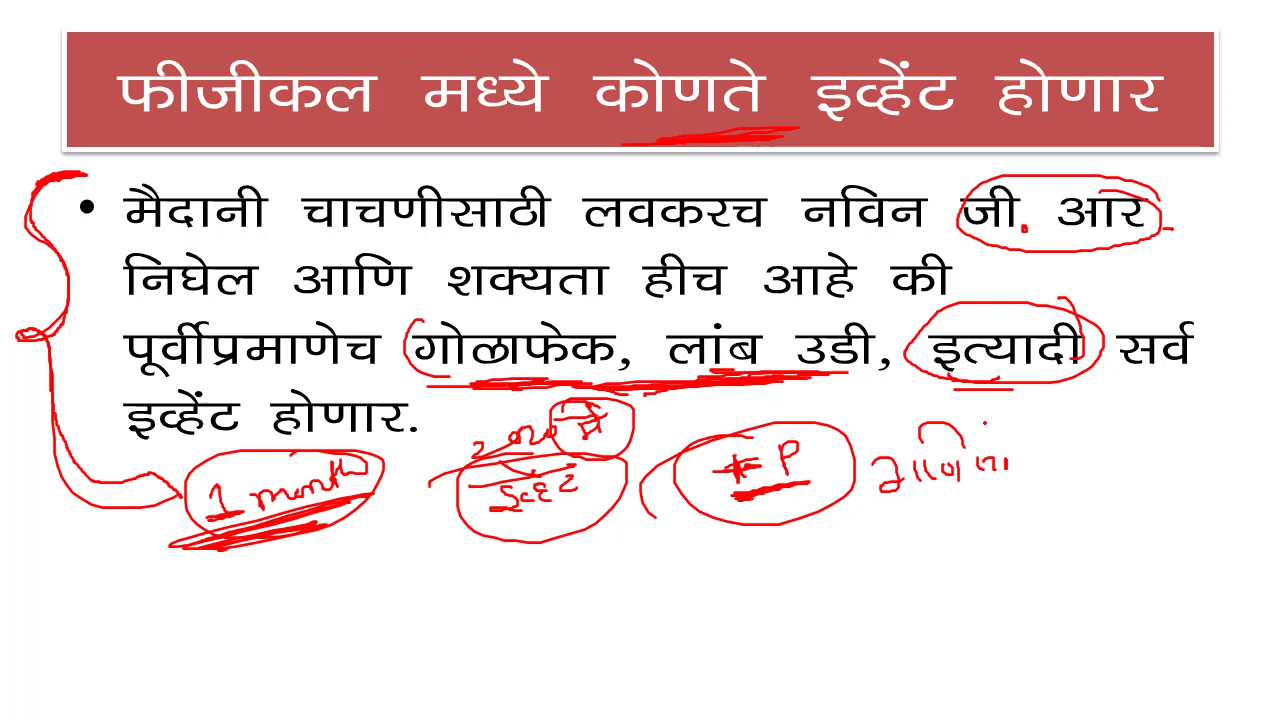 फीजीकल मध्ये कोणते इव्हेंट होणार
• मैदानी चाचणीसाठी लवकरच नविन जी. आर
निघेल आणि शक्यता हीच आहे की
पूर्वीप्रमाणेच गोळाफेक, लांब उडी, इत्यादी सर्व
इव्हेंट होणार.
1 month
P